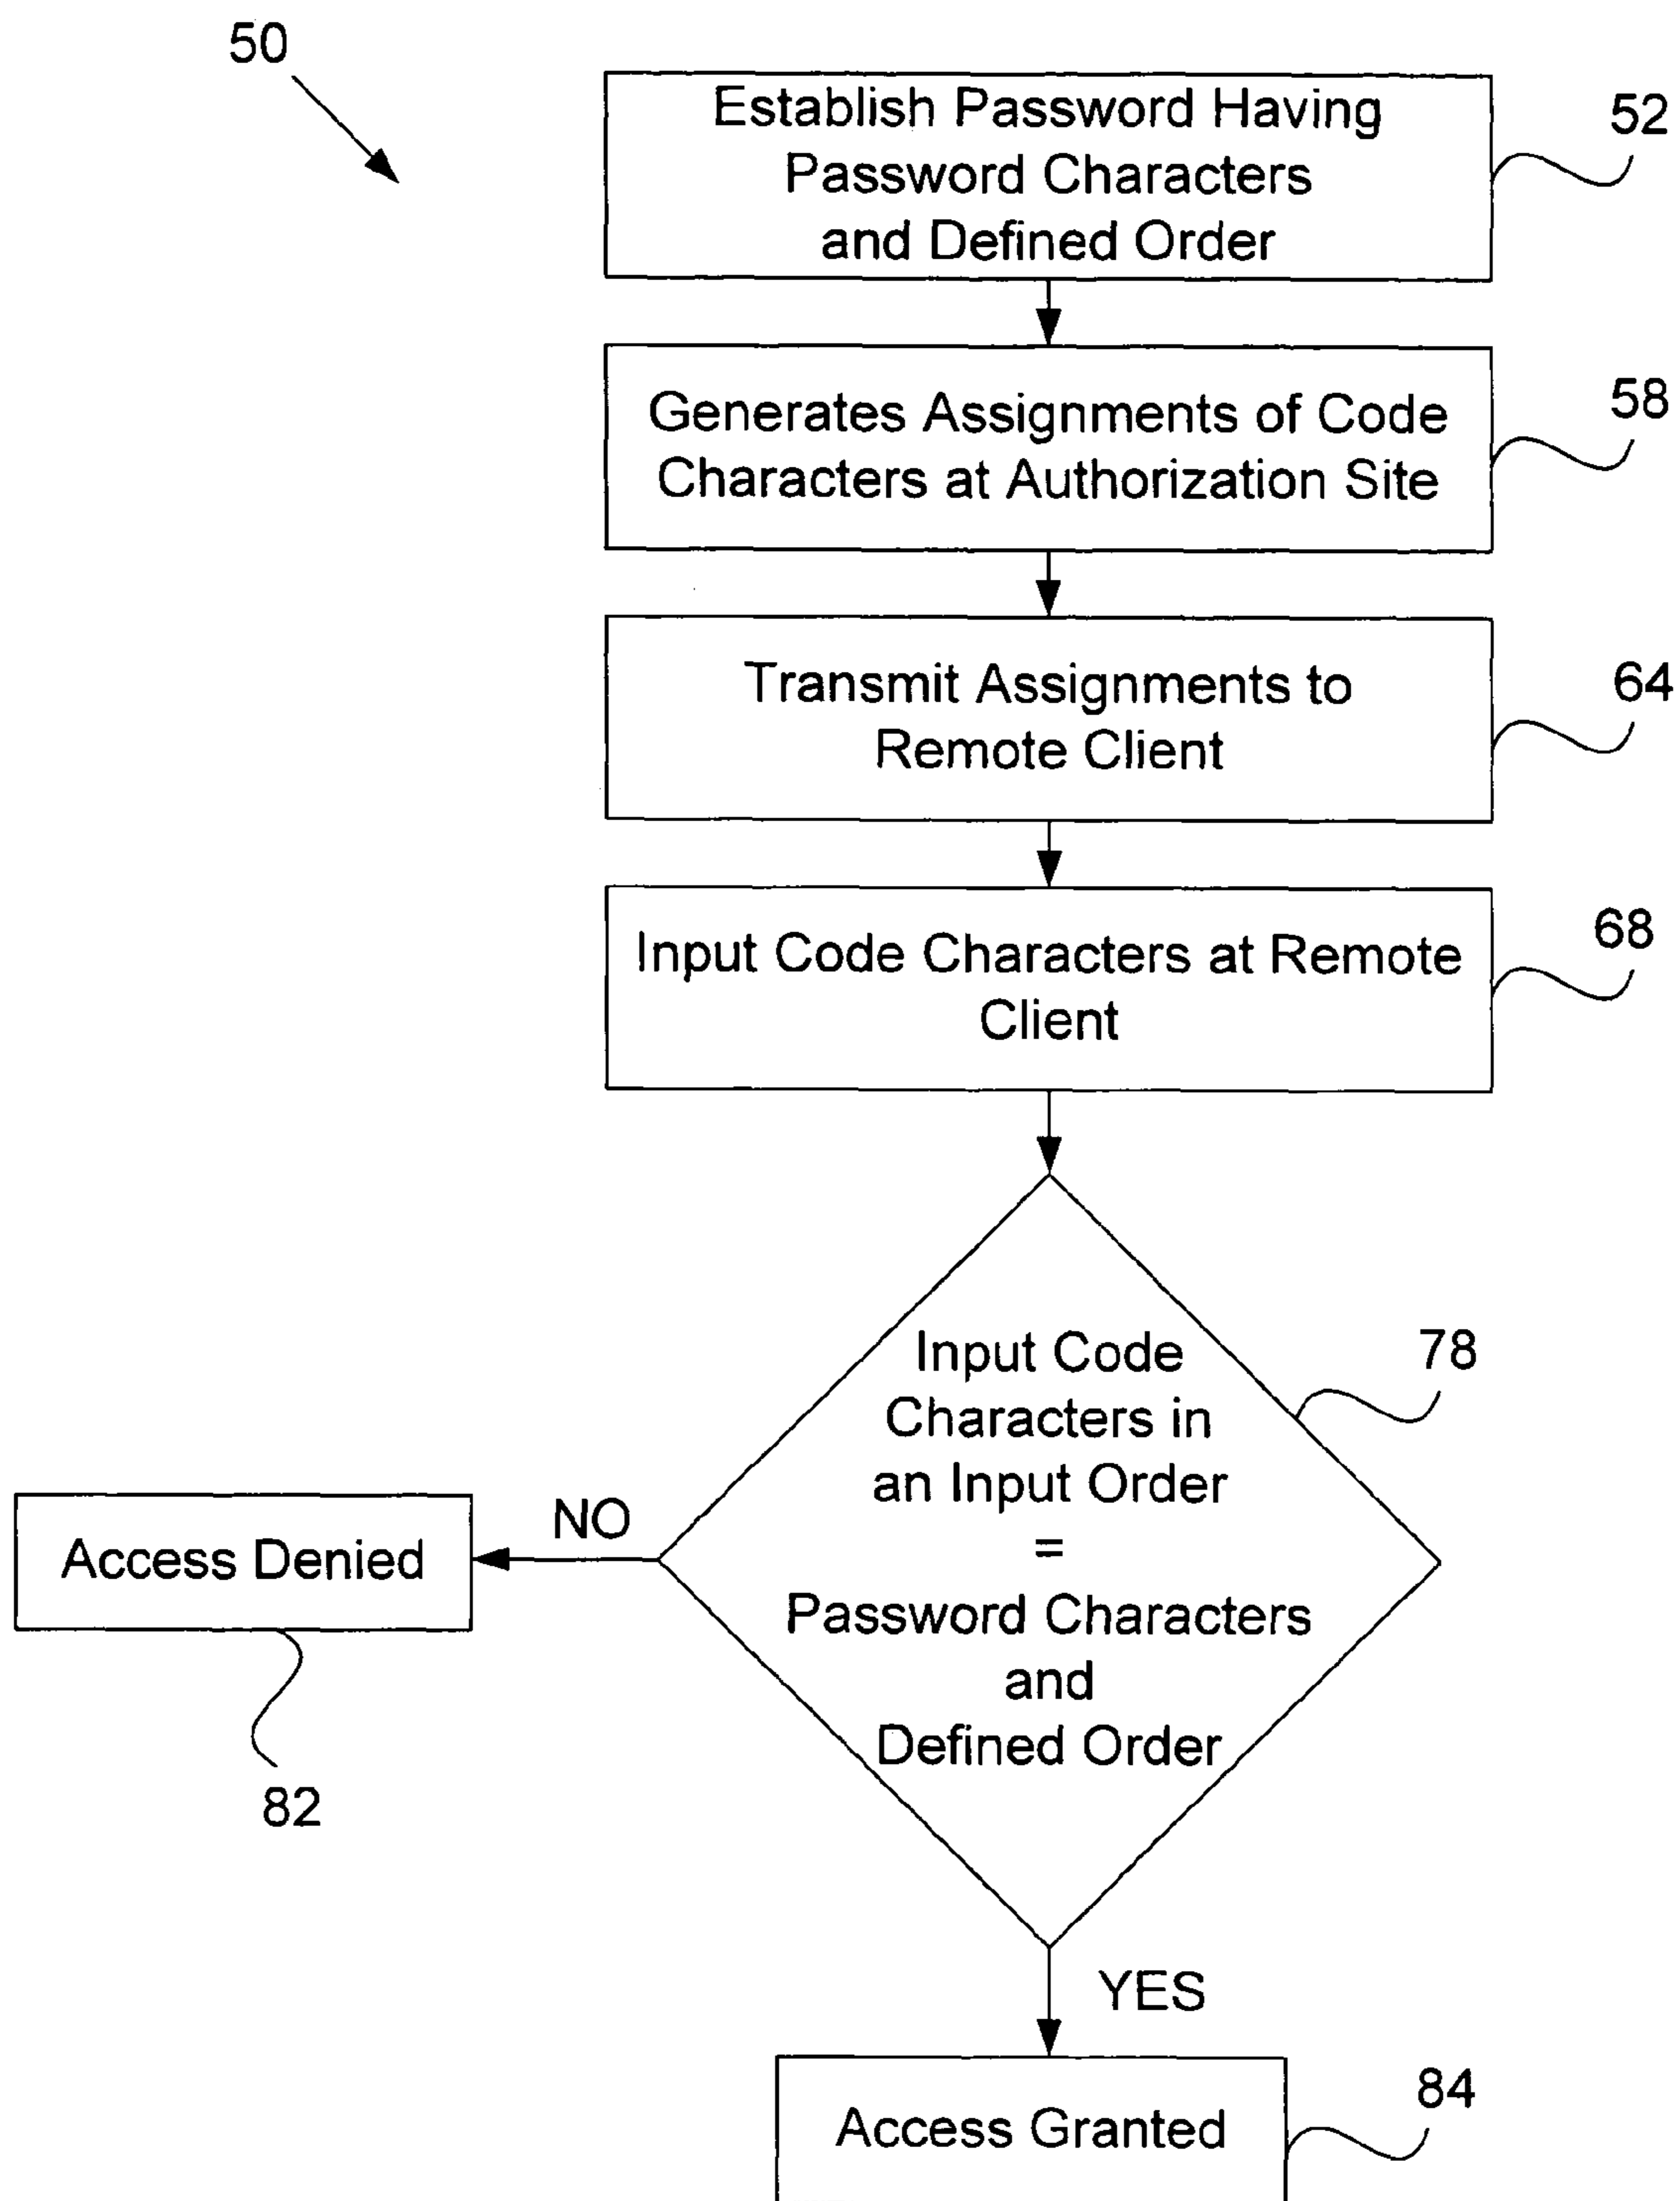 50
Establish Password Having
Password Characters
and Defined Order
52
Generates Assignments of Code
Characters at Authorization Site
58
Transmit Assignments to
Remote Client
64
Input Code Characters at Remote
Client
68
Input Code
Characters in
an Input Order
=
Password Characters
and
Defined Order
78
NO
Access Denied
82
YES
Access Granted
84